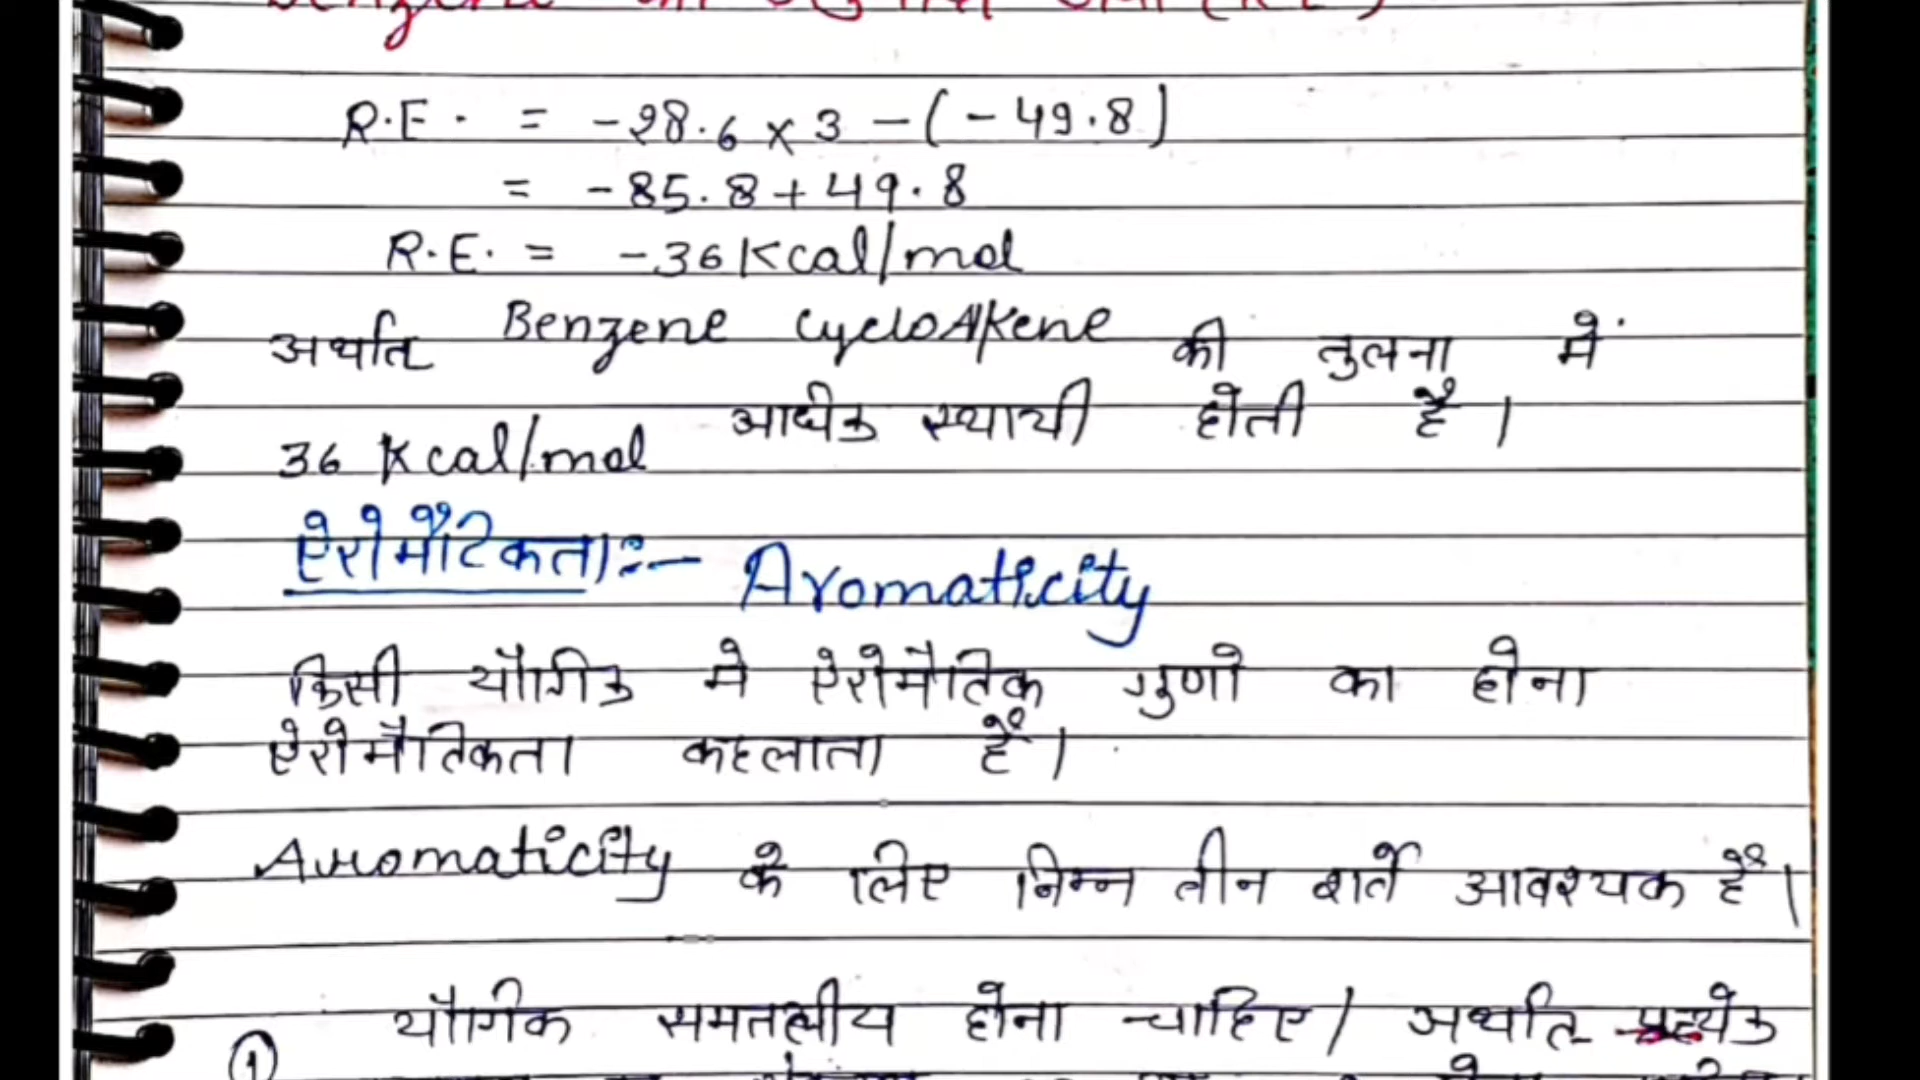 Benzene
R.E. = -28.6 x 3 - ( - 49.8 )
= - 85.8 + 49.8
R.E. = -36 Kcal/mol
अर्थात Benzene CycloAlkene की तुलना में
36 Kcal/mol अधिक स्थायी होती है ।
ऐरोमैटिकता:- Aromaticity
किसी यौगिक मे ऐरोमैतिक गुणो का होना
ऐरोमैतिकता कहलाता हैं ।
Aromaticity के लिए निम्न तीन शर्ते आवश्यक हैं ।
① यौगिक समतलीय होना चाहिए । अर्थात प्रत्येक